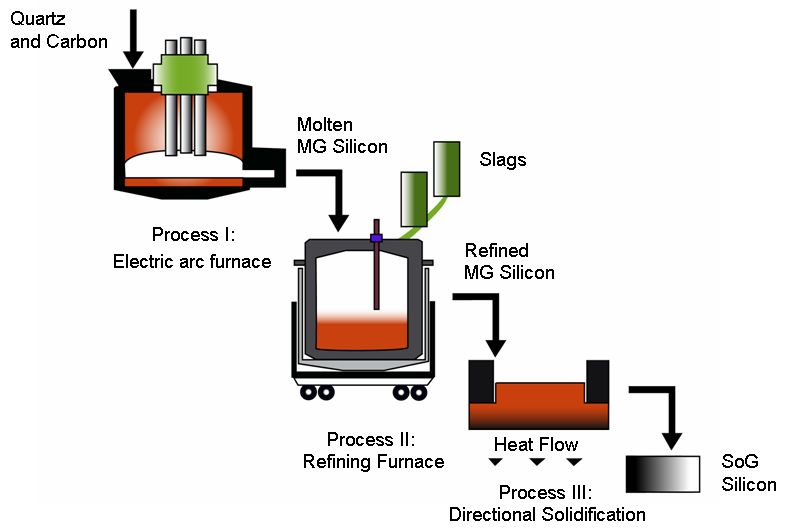 Quartz
and Carbon
Molten
MG Silicon
Slags
Process I:
Electric arc furnace
Refined
MG Silicon
Process II:
Refining Furnace
Heat Flow
SoG
Silicon
Process III:
Directional Solidification